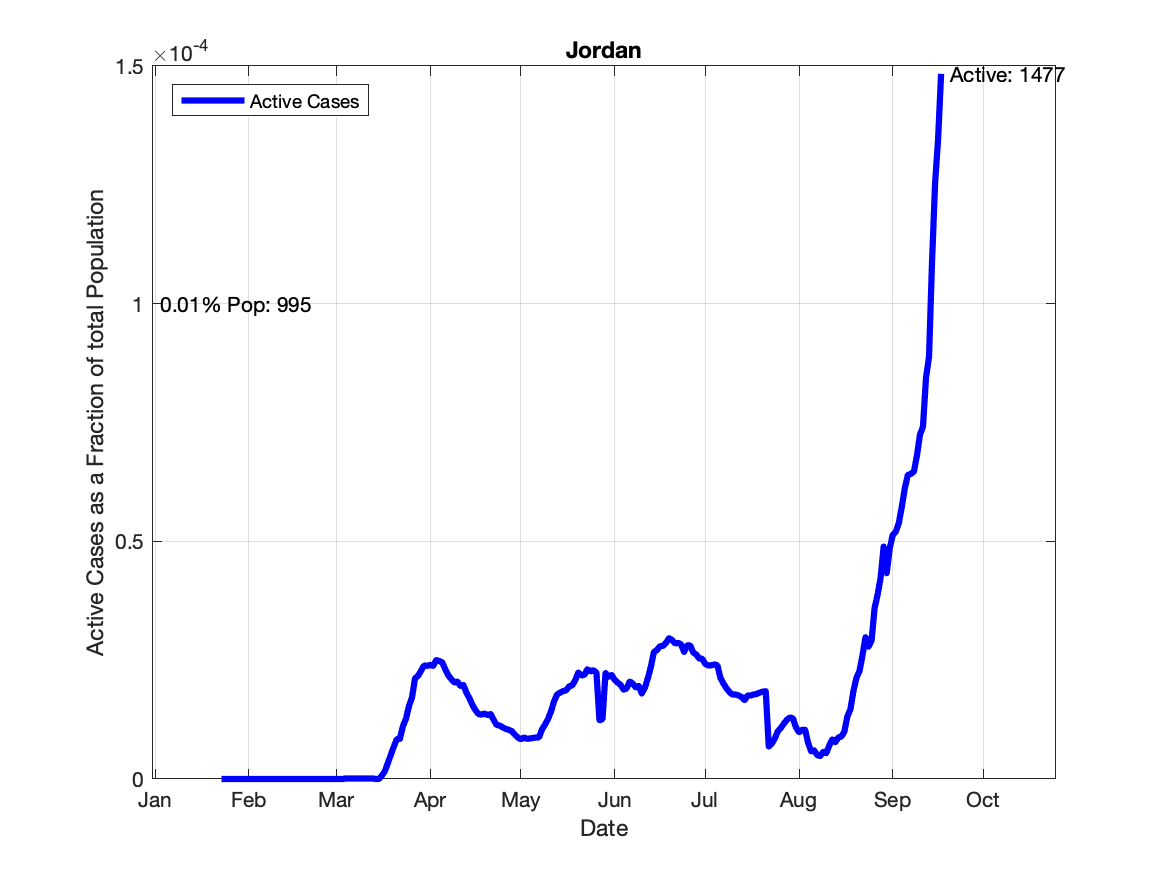 Jordan
×10⁻⁴
1.5
Active: 1477
Active Cases
1
0.01% Pop: 995
0.5
0
Active Cases as a Fraction of total Population
Jan Feb Mar Apr May Jun Jul Aug Sep Oct
Date